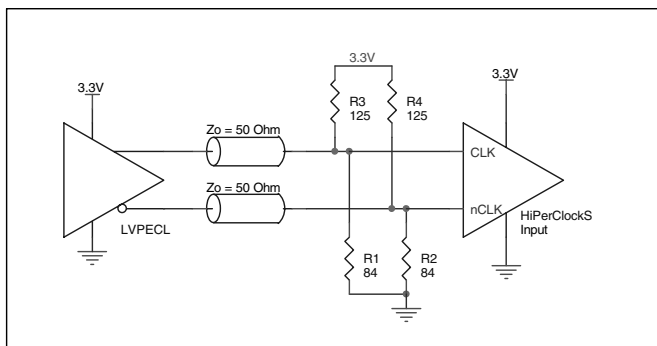 3.3V
3.3V
3.3V
R3
125
R4
125
Zo = 50 Ohm
CLK
Zo = 50 Ohm
nCLK
LVPECL
HiPerClockS
Input
R1
84
R2
84